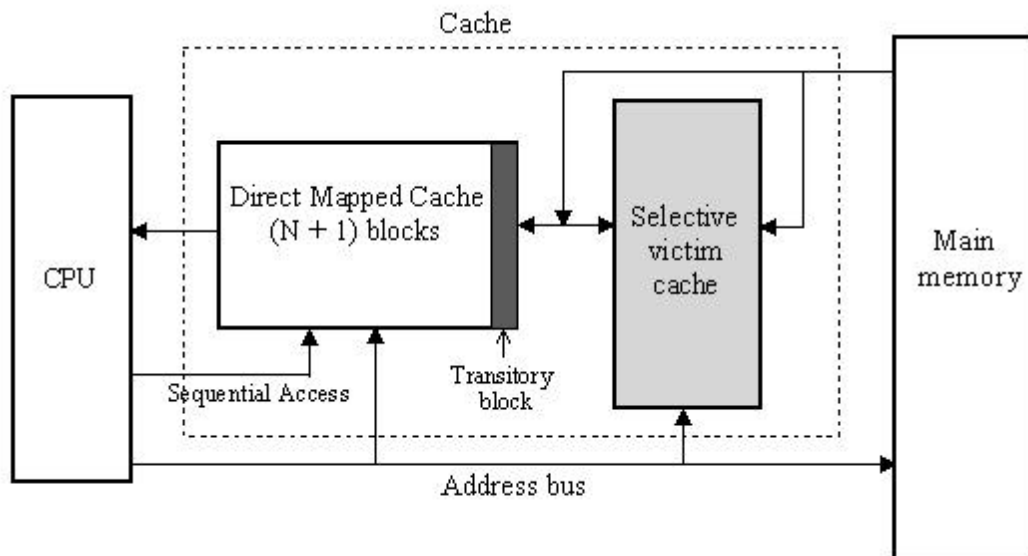 Cache
Direct Mapped Cache
(N + 1) blocks
Selective
victim
cache
Main
memory
CPU
Sequential Access
Transitory
block
Address bus